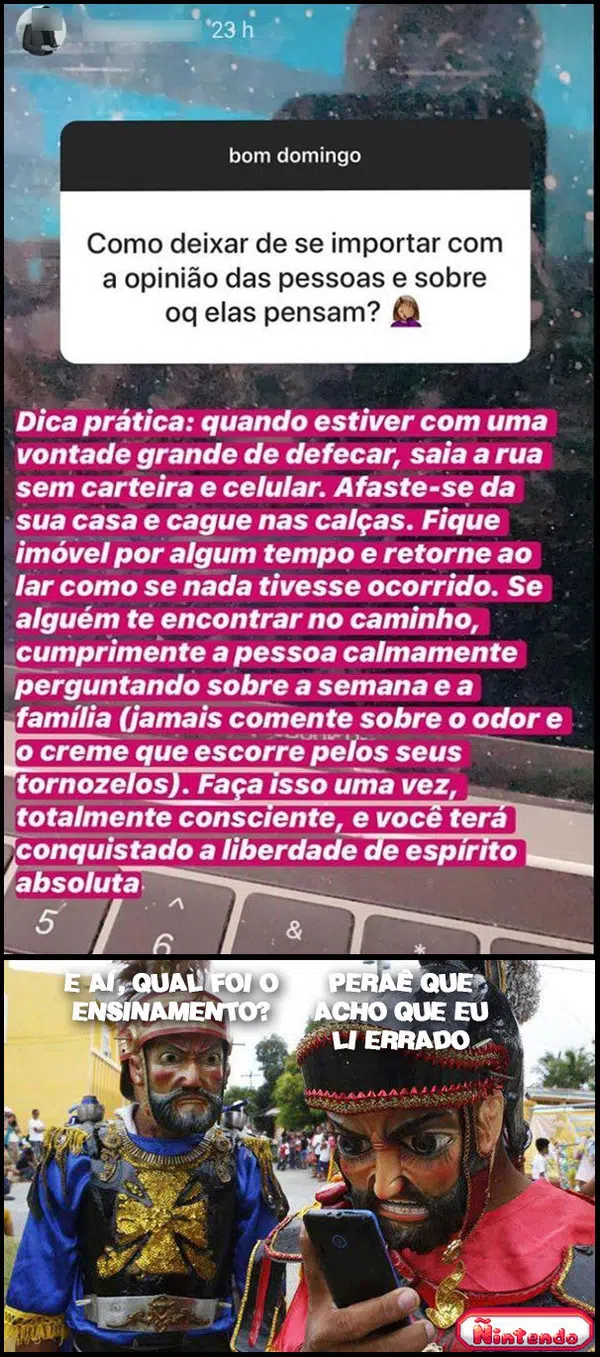 23 h
bom domingo
Como deixar de se importar com
a opinião das pessoas e sobre
oq elas pensam? 🤦🏽‍♀️
Dica prática: quando estiver com uma
vontade grande de defecar, saia a rua
sem carteira e celular. Afaste-se da
sua casa e cague nas calças. Fique
imóvel por algum tempo e retorne ao
lar como se nada tivesse ocorrido. Se
alguém te encontrar no caminho,
cumprimente a pessoa calmamente
perguntando sobre a semana e a
família (jamais comente sobre o odor e
o creme que escorre pelos seus
tornozelos). Faça isso uma vez,
totalmente consciente, e você terá
conquistado a liberdade de espírito
absoluta
5
^
6
&
*
E AÍ, QUAL FOI O
ENSINAMENTO?
PERAÊ QUE
ACHO QUE EU
LI ERRADO
Ñintendo